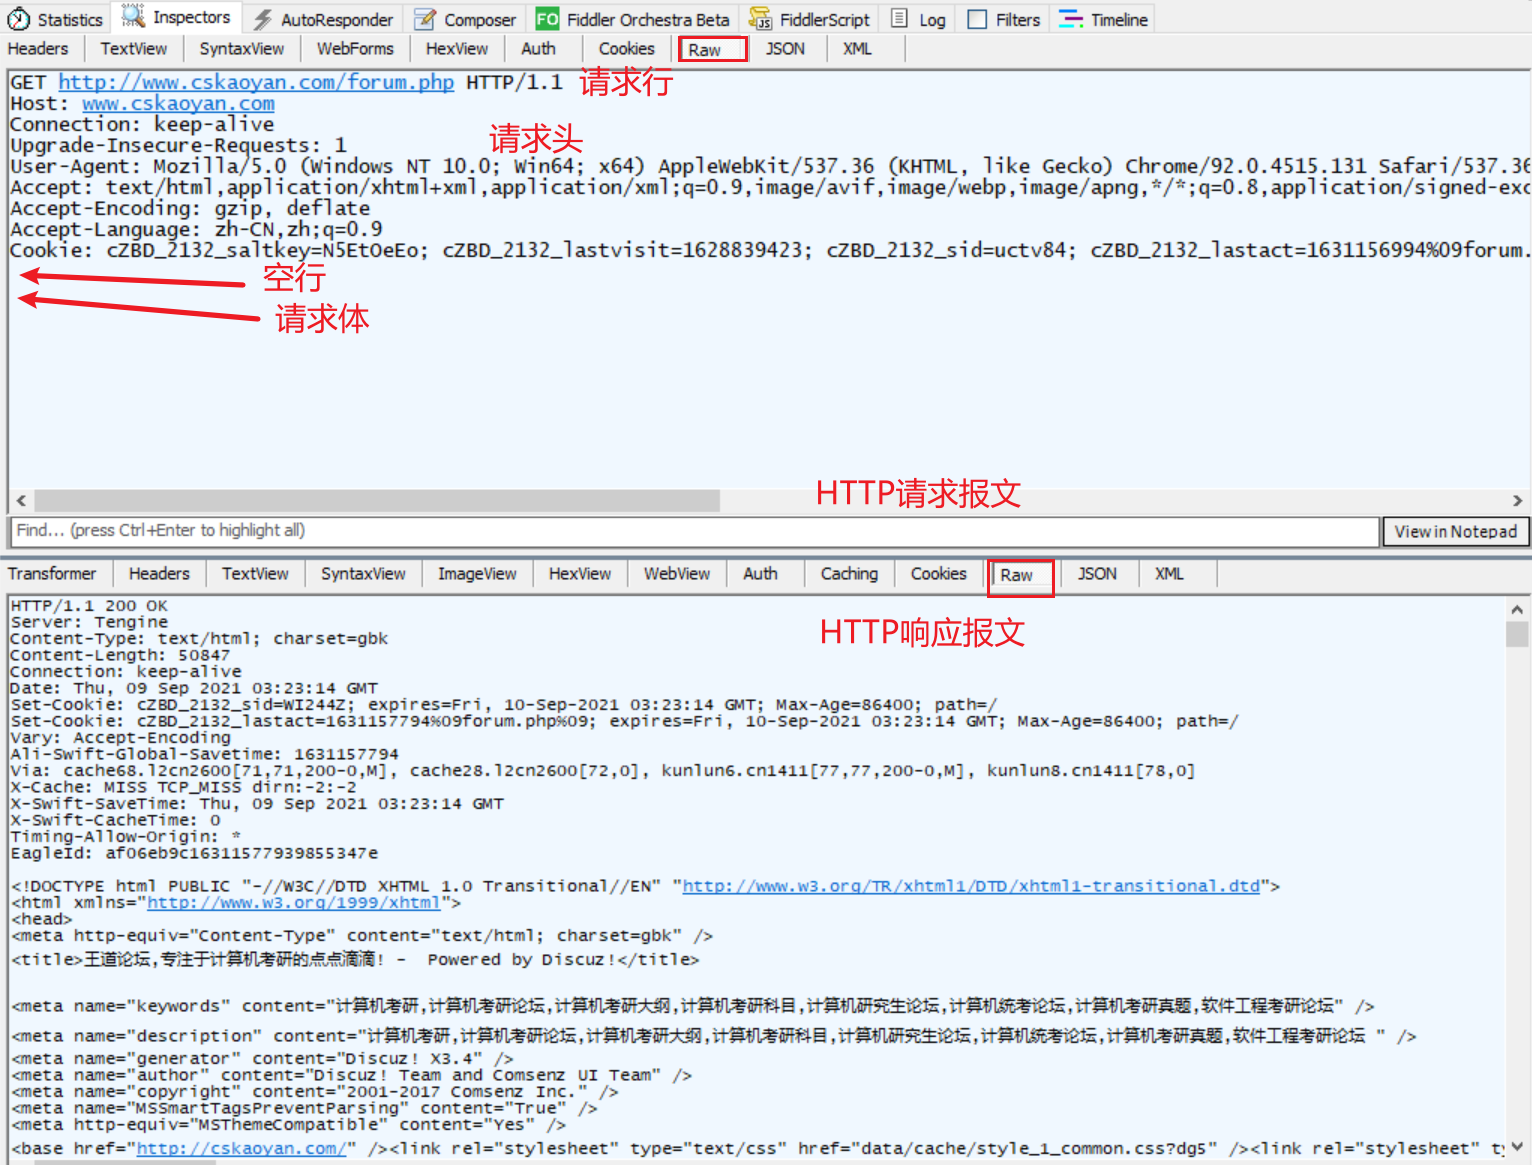 Statistics Inspectors AutoResponder Composer FO Fiddler Orchestra Beta JS FiddlerScript Log Filters Timeline
Headers TextView SyntaxView WebForms HexView Auth Cookies Raw JSON XML
GET http://www.cskaoyan.com/forum.php HTTP/1.1 请求行
Host: www.cskaoyan.com
Connection: keep-alive
请求头
Upgrade-Insecure-Requests: 1
User-Agent: Mozilla/5.0 (Windows NT 10.0; Win64; x64) AppleWebKit/537.36 (KHTML, like Gecko) Chrome/92.0.4515.131 Safari/537.36
Accept: text/html,application/xhtml+xml,application/xml;q=0.9,image/avif,image/webp,image/apng,*/*;q=0.8,application/signed-exc
Accept-Encoding: gzip, deflate
Accept-Language: zh-CN,zh;q=0.9
Cookie: cZBD_2132_saltkey=N5EtOeEo; cZBD_2132_lastvisit=1628839423; cZBD_2132_sid=uctv84; cZBD_2132_lastact=1631156994%09forum.
空行
请求体
HTTP请求报文
Find... (press Ctrl+Enter to highlight all) View in Notepad
Transformer Headers TextView SyntaxView ImageView HexView WebView Auth Caching Cookies Raw JSON XML
HTTP/1.1 200 OK
Server: Tengine
HTTP响应报文
Content-Type: text/html; charset=gbk
Content-Length: 50847
Connection: keep-alive
Date: Thu, 09 Sep 2021 03:23:14 GMT
Set-Cookie: cZBD_2132_sid=WI244Z; expires=Fri, 10-Sep-2021 03:23:14 GMT; Max-Age=86400; path=/
Set-Cookie: cZBD_2132_lastact=1631157794%09forum.php%09; expires=Fri, 10-Sep-2021 03:23:14 GMT; Max-Age=86400; path=/
Vary: Accept-Encoding
Ali-Swift-Global-Savetime: 1631157794
Via: cache68.l2cn2600[71,71,200-0,M], cache28.l2cn2600[72,0], kunlun6.cn1411[77,77,200-0,M], kunlun8.cn1411[78,0]
X-Cache: MISS TCP_MISS dirn:-2:-2
X-Swift-SaveTime: Thu, 09 Sep 2021 03:23:14 GMT
X-Swift-CacheTime: 0
Timing-Allow-Origin: *
EagleId: af06eb9c16311577939855347e
<!DOCTYPE html PUBLIC "-//W3C//DTD XHTML 1.0 Transitional//EN" "http://www.w3.org/TR/xhtml1/DTD/xhtml1-transitional.dtd">
<html xmlns="http://www.w3.org/1999/xhtml">
<head>
<meta http-equiv="Content-Type" content="text/html; charset=gbk" />
<title>王道论坛,专注于计算机考研的点点滴滴! -  Powered by Discuz!</title>
<meta name="keywords" content="计算机考研,计算机考研论坛,计算机考研大纲,计算机考研科目,计算机研究生论坛,计算机统考论坛,计算机考研真题,软件工程考研论坛" />
<meta name="description" content="计算机考研,计算机考研论坛,计算机考研大纲,计算机考研科目,计算机研究生论坛,计算机统考论坛,计算机考研真题,软件工程考研论坛 " />
<meta name="generator" content="Discuz! X3.4" />
<meta name="author" content="Discuz! Team and Comsenz UI Team" />
<meta name="copyright" content="2001-2017 Comsenz Inc." />
<meta name="MSSmartTagsPreventParsing" content="True" />
<meta http-equiv="MSThemeCompatible" content="Yes" />
<base href="http://cskaoyan.com/" /><link rel="stylesheet" type="text/css" href="data/cache/style_1_common.css?dg5" /><link rel="stylesheet" ty